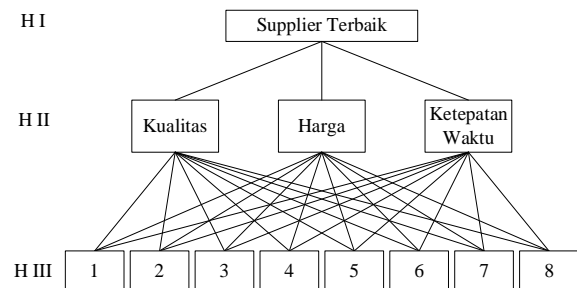 H I
Supplier Terbaik
H II
Kualitas
Harga
Ketepatan
Waktu
H III
1 2 3 4 5 6 7 8